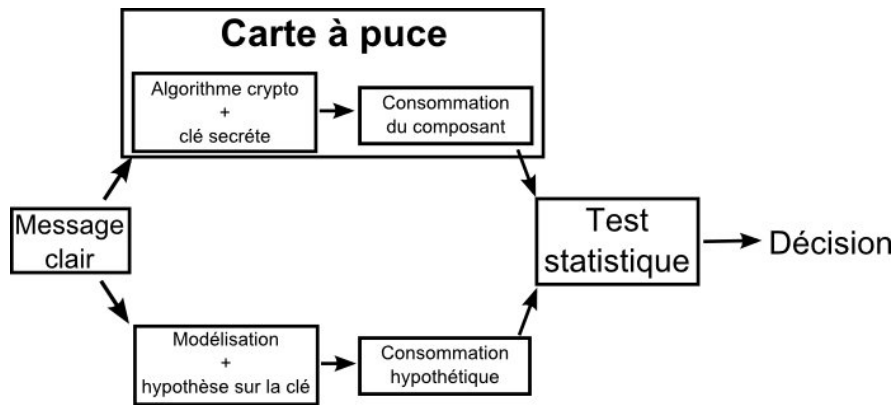 Carte à puce
Algorithme crypto
+
clé secréte
Consommation
du composant
Message
clair
Test
statistique
Décision
Modélisation
+
hypothèse sur la clé
Consommation
hypothétique